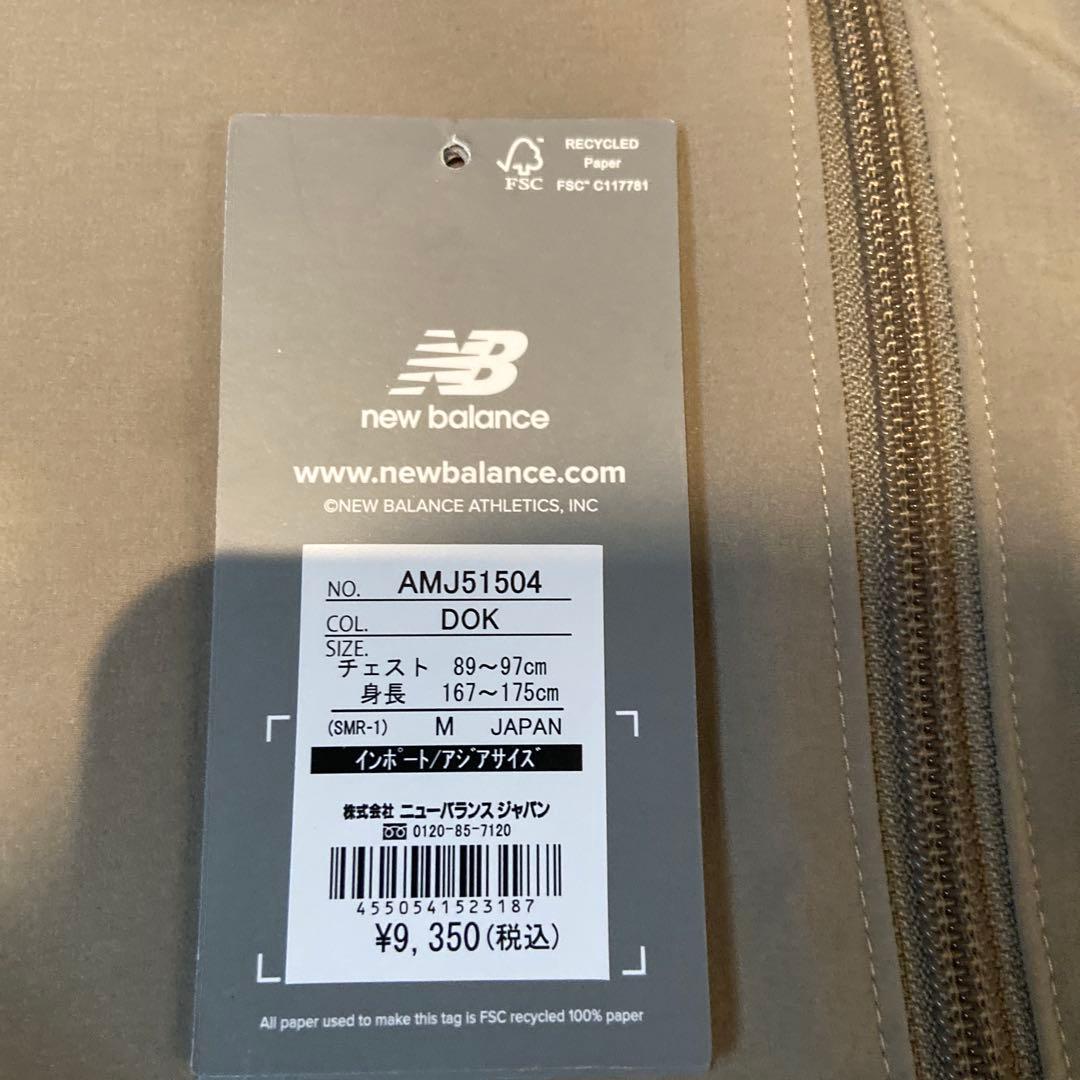 RECYCLED
Paper
FSC™ C117781
FSC™
NB
new balance
www.newbalance.com
©NEW BALANCE ATHLETICS, INC
NO. AMJ51504
COL. DOK
SIZE.
チェスト 89～97cm
身長 167～175cm
(SMR-1) M JAPAN
インポート/アジアサイズ
株式会社 ニューバランス ジャパン
0120-85-7120
4550541523187
¥9,350(税込)
All paper used to make this tag is FSC recycled 100% paper